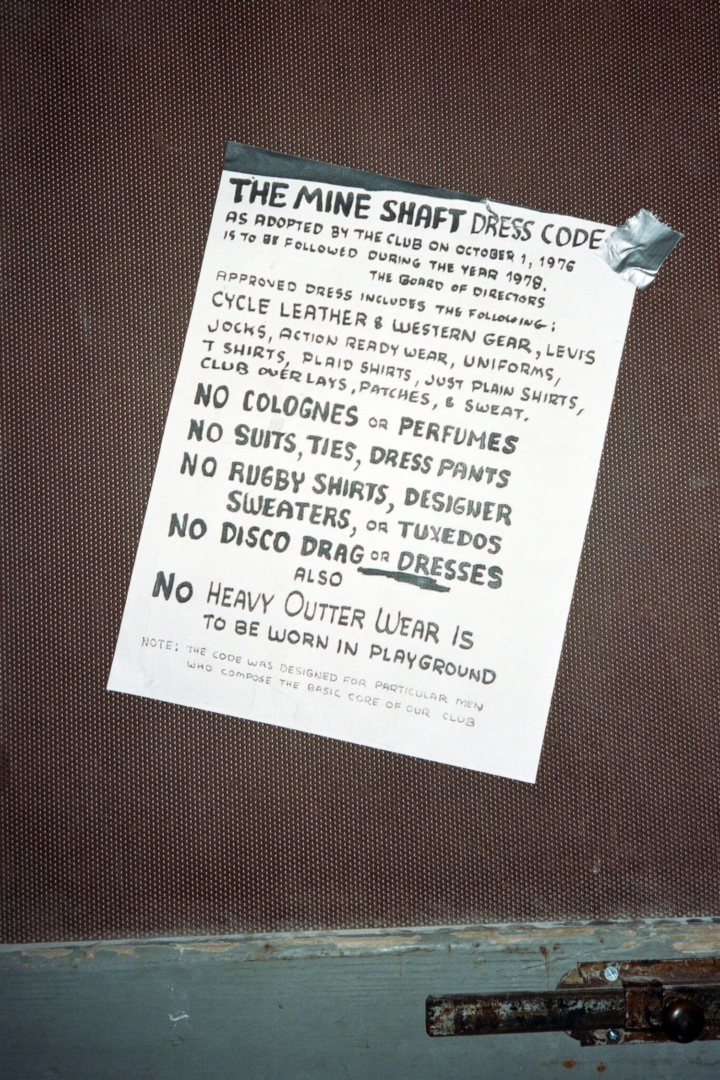 THE MINE SHAFT DRESS CODE
AS ADOPTED BY THE CLUB ON OCTOBER 1, 1976
IS TO BE FOLLOWED DURING THE YEAR 1978.
THE BOARD OF DIRECTORS
APPROVED DRESS INCLUDES THE FOLLOWING;
CYCLE LEATHER & WESTERN GEAR, LEVIS
JOCKS, ACTION READY WEAR, UNIFORMS,
T SHIRTS, PLAID SHIRTS, JUST PLAIN SHIRTS,
CLUB OVERLAYS, PATCHES, & SWEAT.
NO COLOGNES OR PERFUMES
NO SUITS, TIES, DRESS PANTS
NO RUGBY SHIRTS, DESIGNER
SWEATERS, OR TUXEDOS
NO DISCO DRAG OR DRESSES
ALSO
NO HEAVY OUTTER WEAR IS
TO BE WORN IN PLAYGROUND
NOTE; THE CODE WAS DESIGNED FOR PARTICULAR MEN
WHO COMPOSE THE BASIC CORE OF OUR CLUB